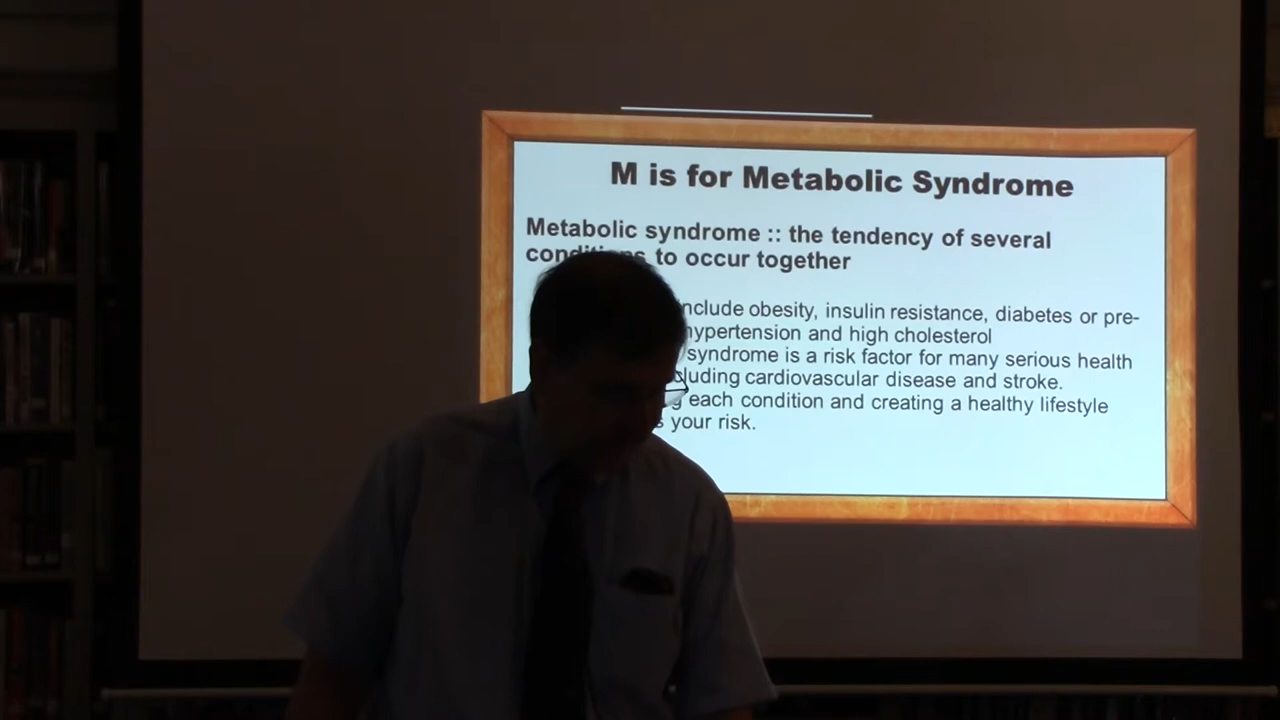 M is for Metabolic Syndrome
Metabolic syndrome :: the tendency of several
conditions to occur together
include obesity, insulin resistance, diabetes or pre-
hypertension and high cholesterol
syndrome is a risk factor for many serious health
cluding cardiovascular disease and stroke.
each condition and creating a healthy lifestyle
your risk.